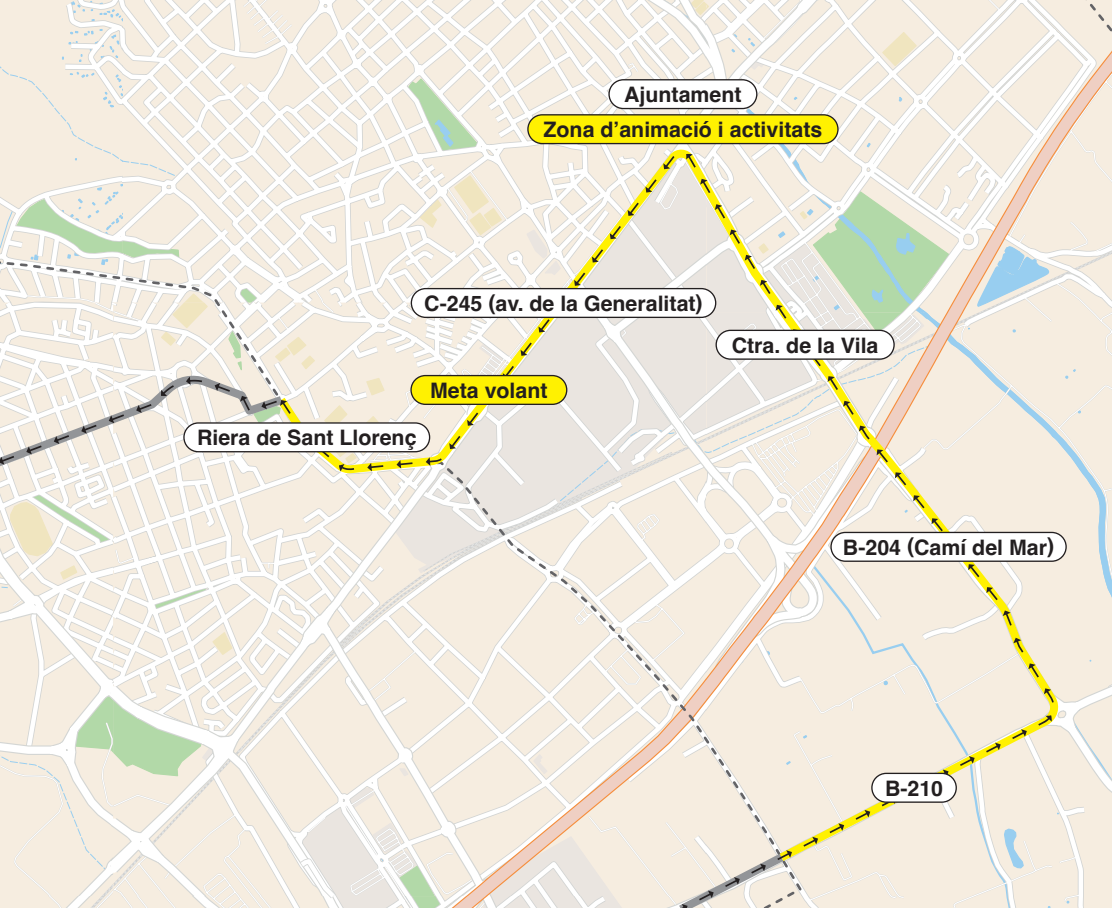 Ajuntament
Zona d'animació i activitats
C-245 (av. de la Generalitat)
Ctra. de la Vila
Meta volant
Riera de Sant Llorenç
B-204 (Camí del Mar)
B-210